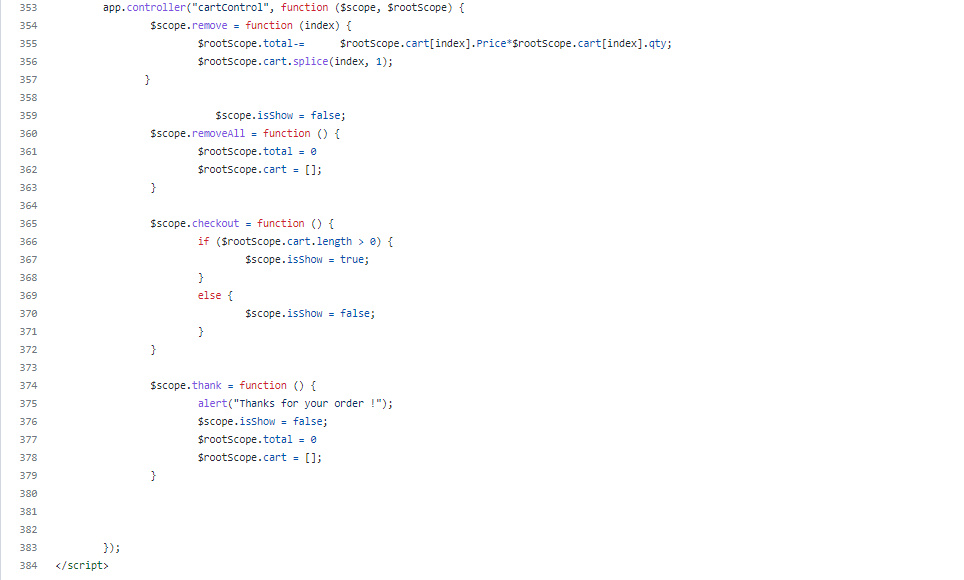 353 app.controller("cartControl", function ($scope, $rootScope) {
354 $scope.remove = function (index) {
355 $rootScope.total-= $rootScope.cart[index].Price*$rootScope.cart[index].qty;
356 $rootScope.cart.splice(index, 1);
357 }
358
359 $scope.isShow = false;
360 $scope.removeAll = function () {
361 $rootScope.total = 0
362 $rootScope.cart = [];
363 }
364
365 $scope.checkout = function () {
366 if ($rootScope.cart.length > 0) {
367 $scope.isShow = true;
368 }
369 else {
370 $scope.isShow = false;
371 }
372 }
373
374 $scope.thank = function () {
375 alert("Thanks for your order !");
376 $scope.isShow = false;
377 $rootScope.total = 0
378 $rootScope.cart = [];
379 }
380
381
382
383 });
384 </script>